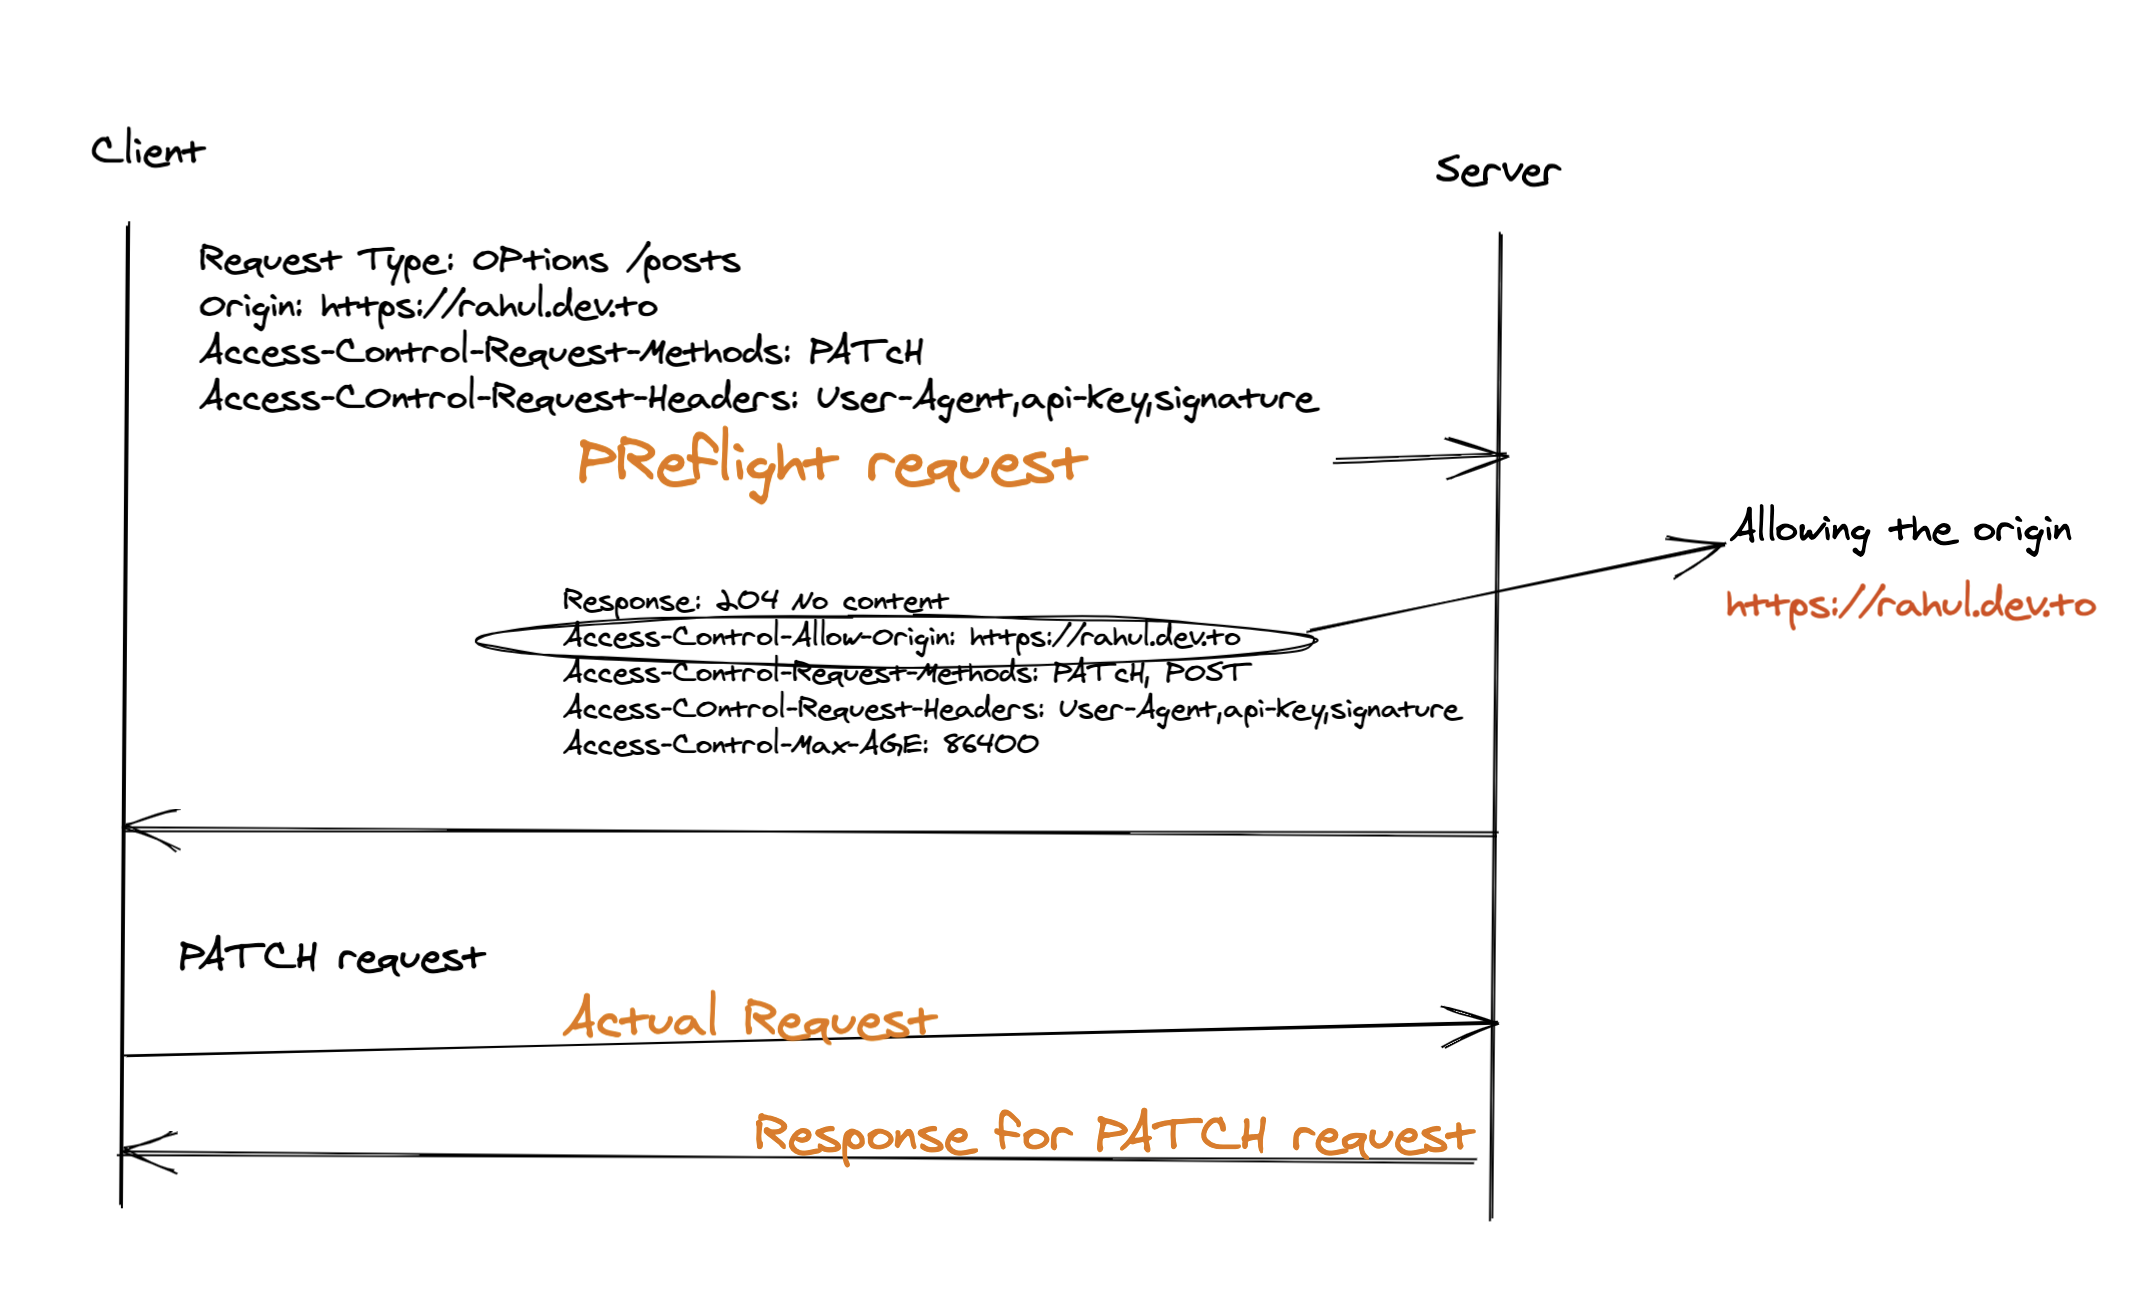 Client
Server
Request Type: OPtions /posts
Origin: https://rahul.dev.to
Access-Control-Request-Methods: PATcH
Access-COntrol-Request-Headers: User-Agent,api-key,signature
PReflight request
Allowing the origin
https://rahul.dev.to
Response: 204 No content
Access-Control-Allow-Origin: https://rahul.dev.to
Access-Control-Request-Methods: PATcH, POST
Access-COntrol-Request-Headers: User-Agent,api-key,signature
Access-Control-Max-AGE: 86400
PATCH request
Actual Request
Response for PATCH request